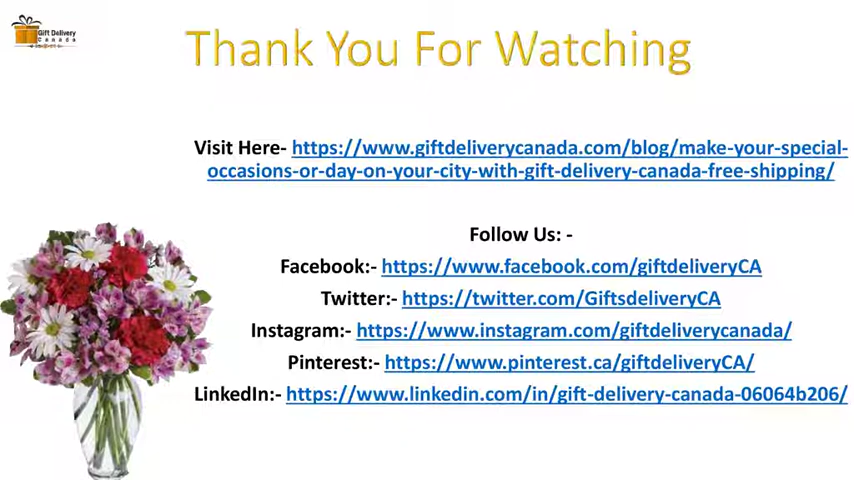 Gift Delivery
Canada
Thank You For Watching
Visit Here- https://www.giftdeliverycanada.com/blog/make-your-special-
occasions-or-day-on-your-city-with-gift-delivery-canada-free-shipping/
Follow Us: -
Facebook:- https://www.facebook.com/giftdeliveryCA
Twitter:- https://twitter.com/GiftsdeliveryCA
Instagram:- https://www.instagram.com/giftdeliverycanada/
Pinterest:- https://www.pinterest.ca/giftdeliveryCA/
LinkedIn:- https://www.linkedin.com/in/gift-delivery-canada-06064b206/